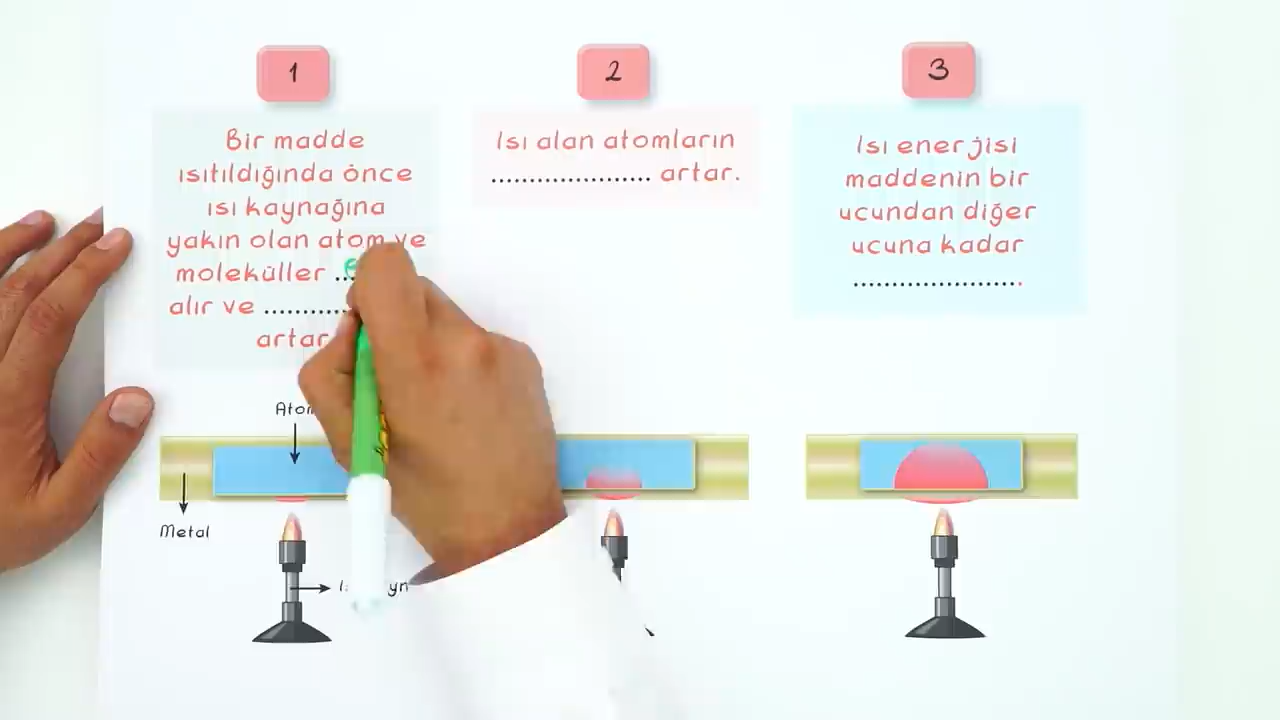 1
Bir madde
ısıtıldığında önce
ısı kaynağına
yakın olan atom ve
moleküller ...
alır ve ............
artar
Metal
2
Isı alan atomların
..................... artar.
3
Isı enerjisi
maddenin bir
ucundan diğer
ucuna kadar
......................